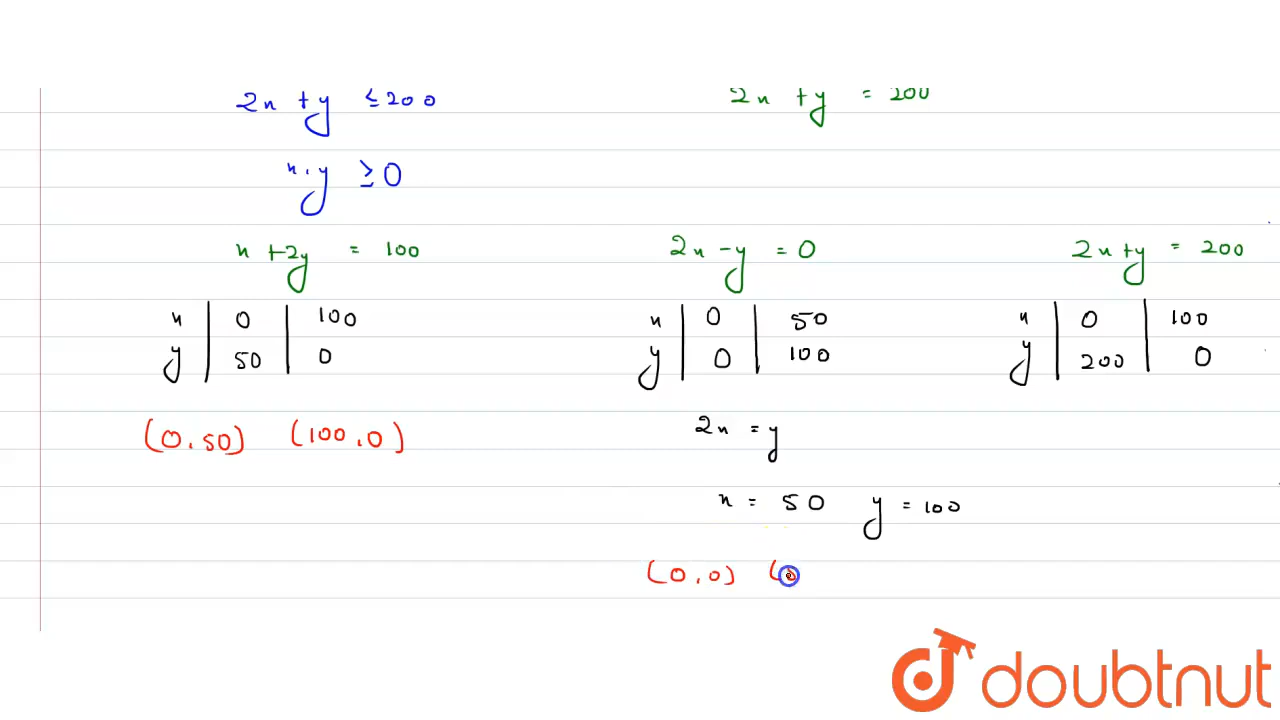 2x + y ≤ 200 2x + y = 200
x, y ≥ 0
x + 2y = 100 2x - y = 0 2x + y = 200
x 0 100 x 0 50 x 0 100
y 50 0 y 0 100 y 200 0
(0, 50) (100, 0) 2x = y
x = 50 y = 100
(0, 0) (
doubtnut